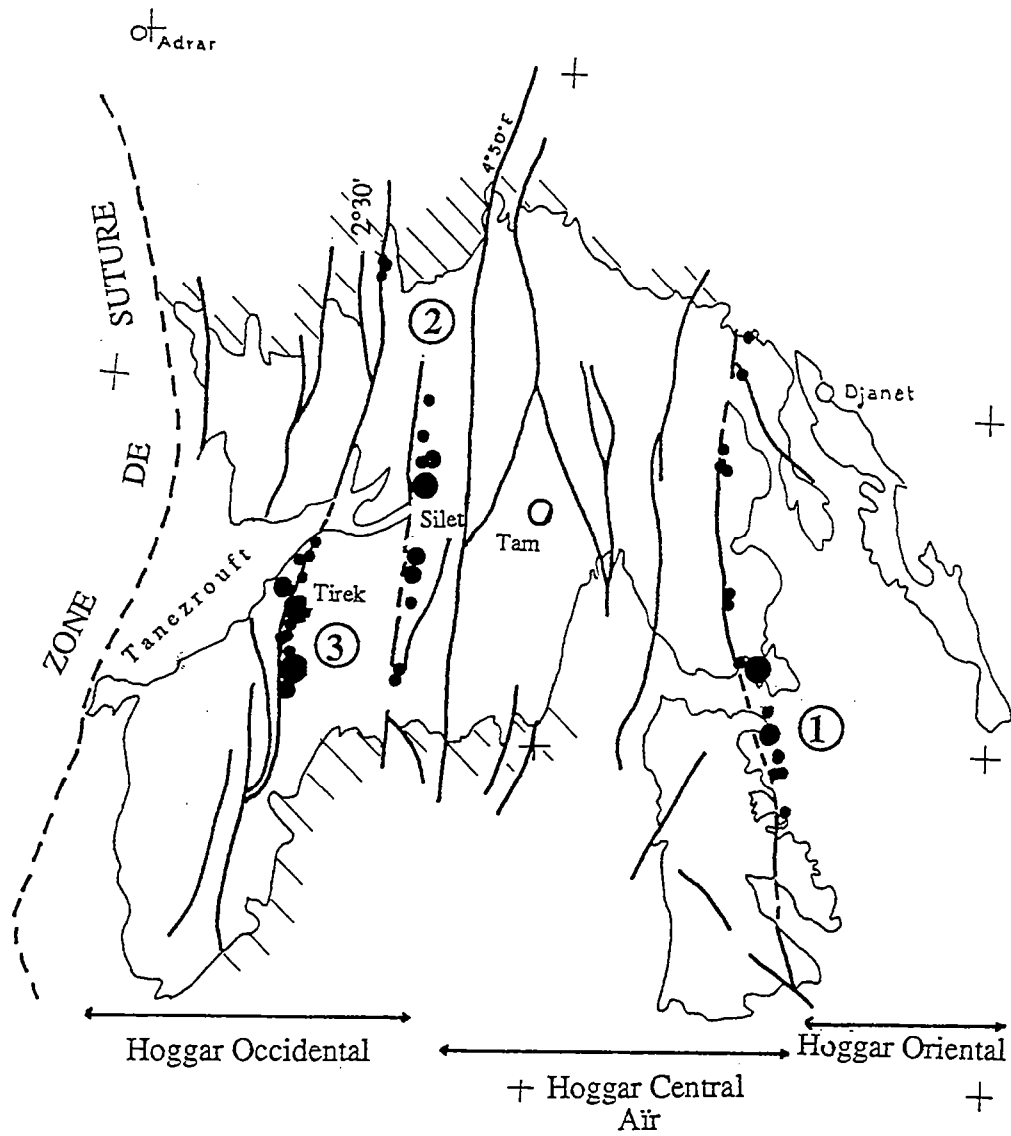 Adrar
4°50'E
2°30'
ZONE DE SUTURE
2
Djanet
Silet
Tam
Tanezrouft
Tirek
3
1
Hoggar Occidental
Hoggar Oriental
Hoggar Central
Aïr